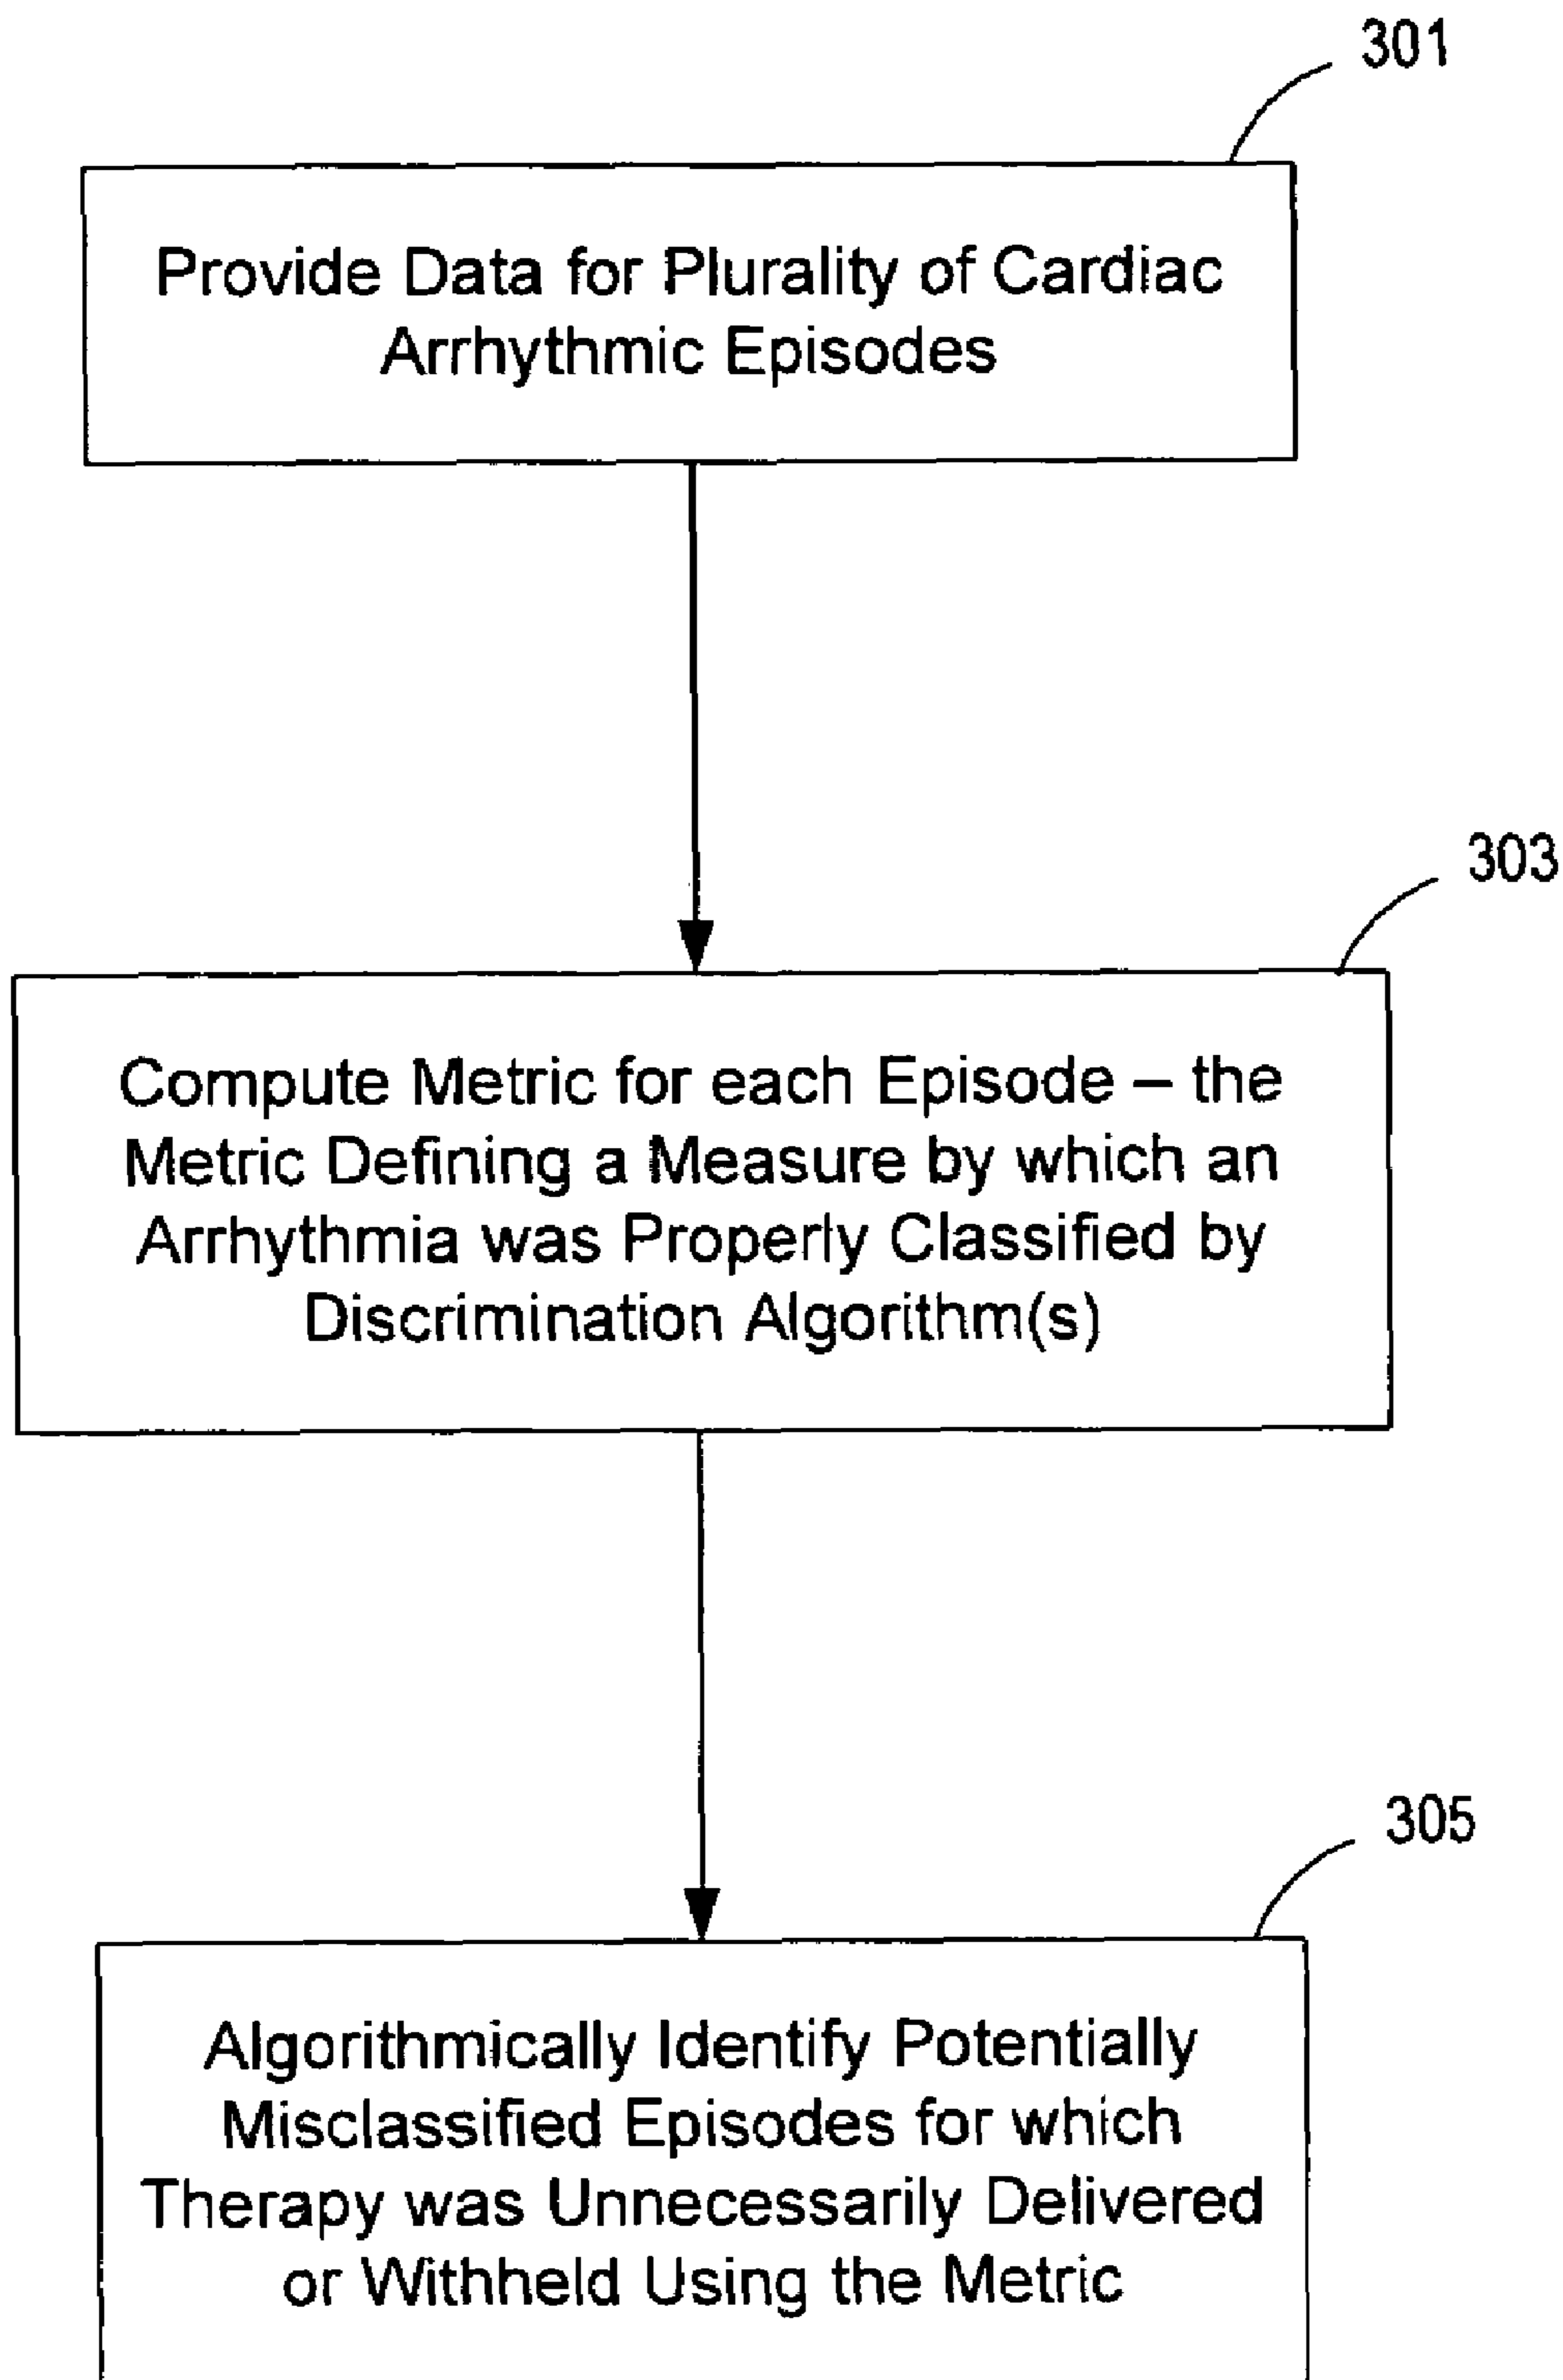 301
Provide Data for Plurality of Cardiac
Arrhythmic Episodes
303
Compute Metric for each Episode – the
Metric Defining a Measure by which an
Arrhythmia was Properly Classified by
Discrimination Algorithm(s)
305
Algorithmically Identify Potentially
Misclassified Episodes for which
Therapy was Unnecessarily Delivered
or Withheld Using the Metric